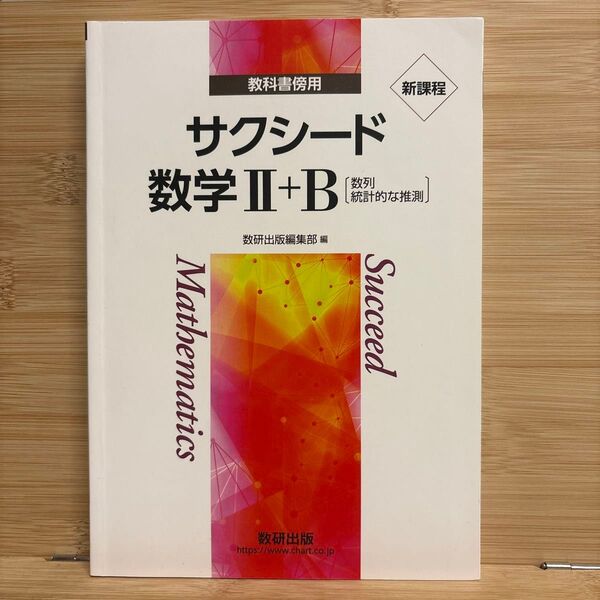 教科書傍用
新課程
サクシード
数学Ⅱ+B〔数列
統計的な推測〕
数研出版編集部 編
Succeed
Mathematics
数研出版
https://www.chart.co.jp